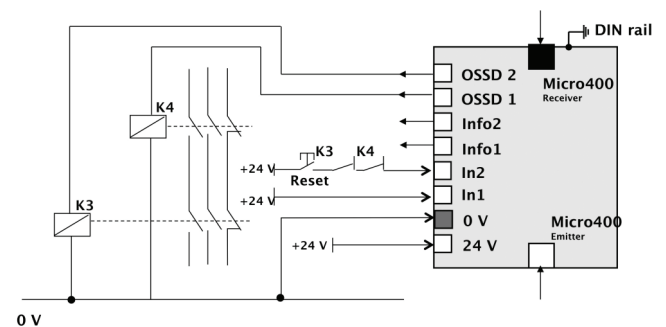 DIN rail
OSSD 2
Micro400
Receiver
OSSD 1
K4
Info2
Info1
K3 K4
+24 V
Reset
In2
+24 V
In1
K3
0 V
Micro400
Emitter
+24 V
24 V
0 V